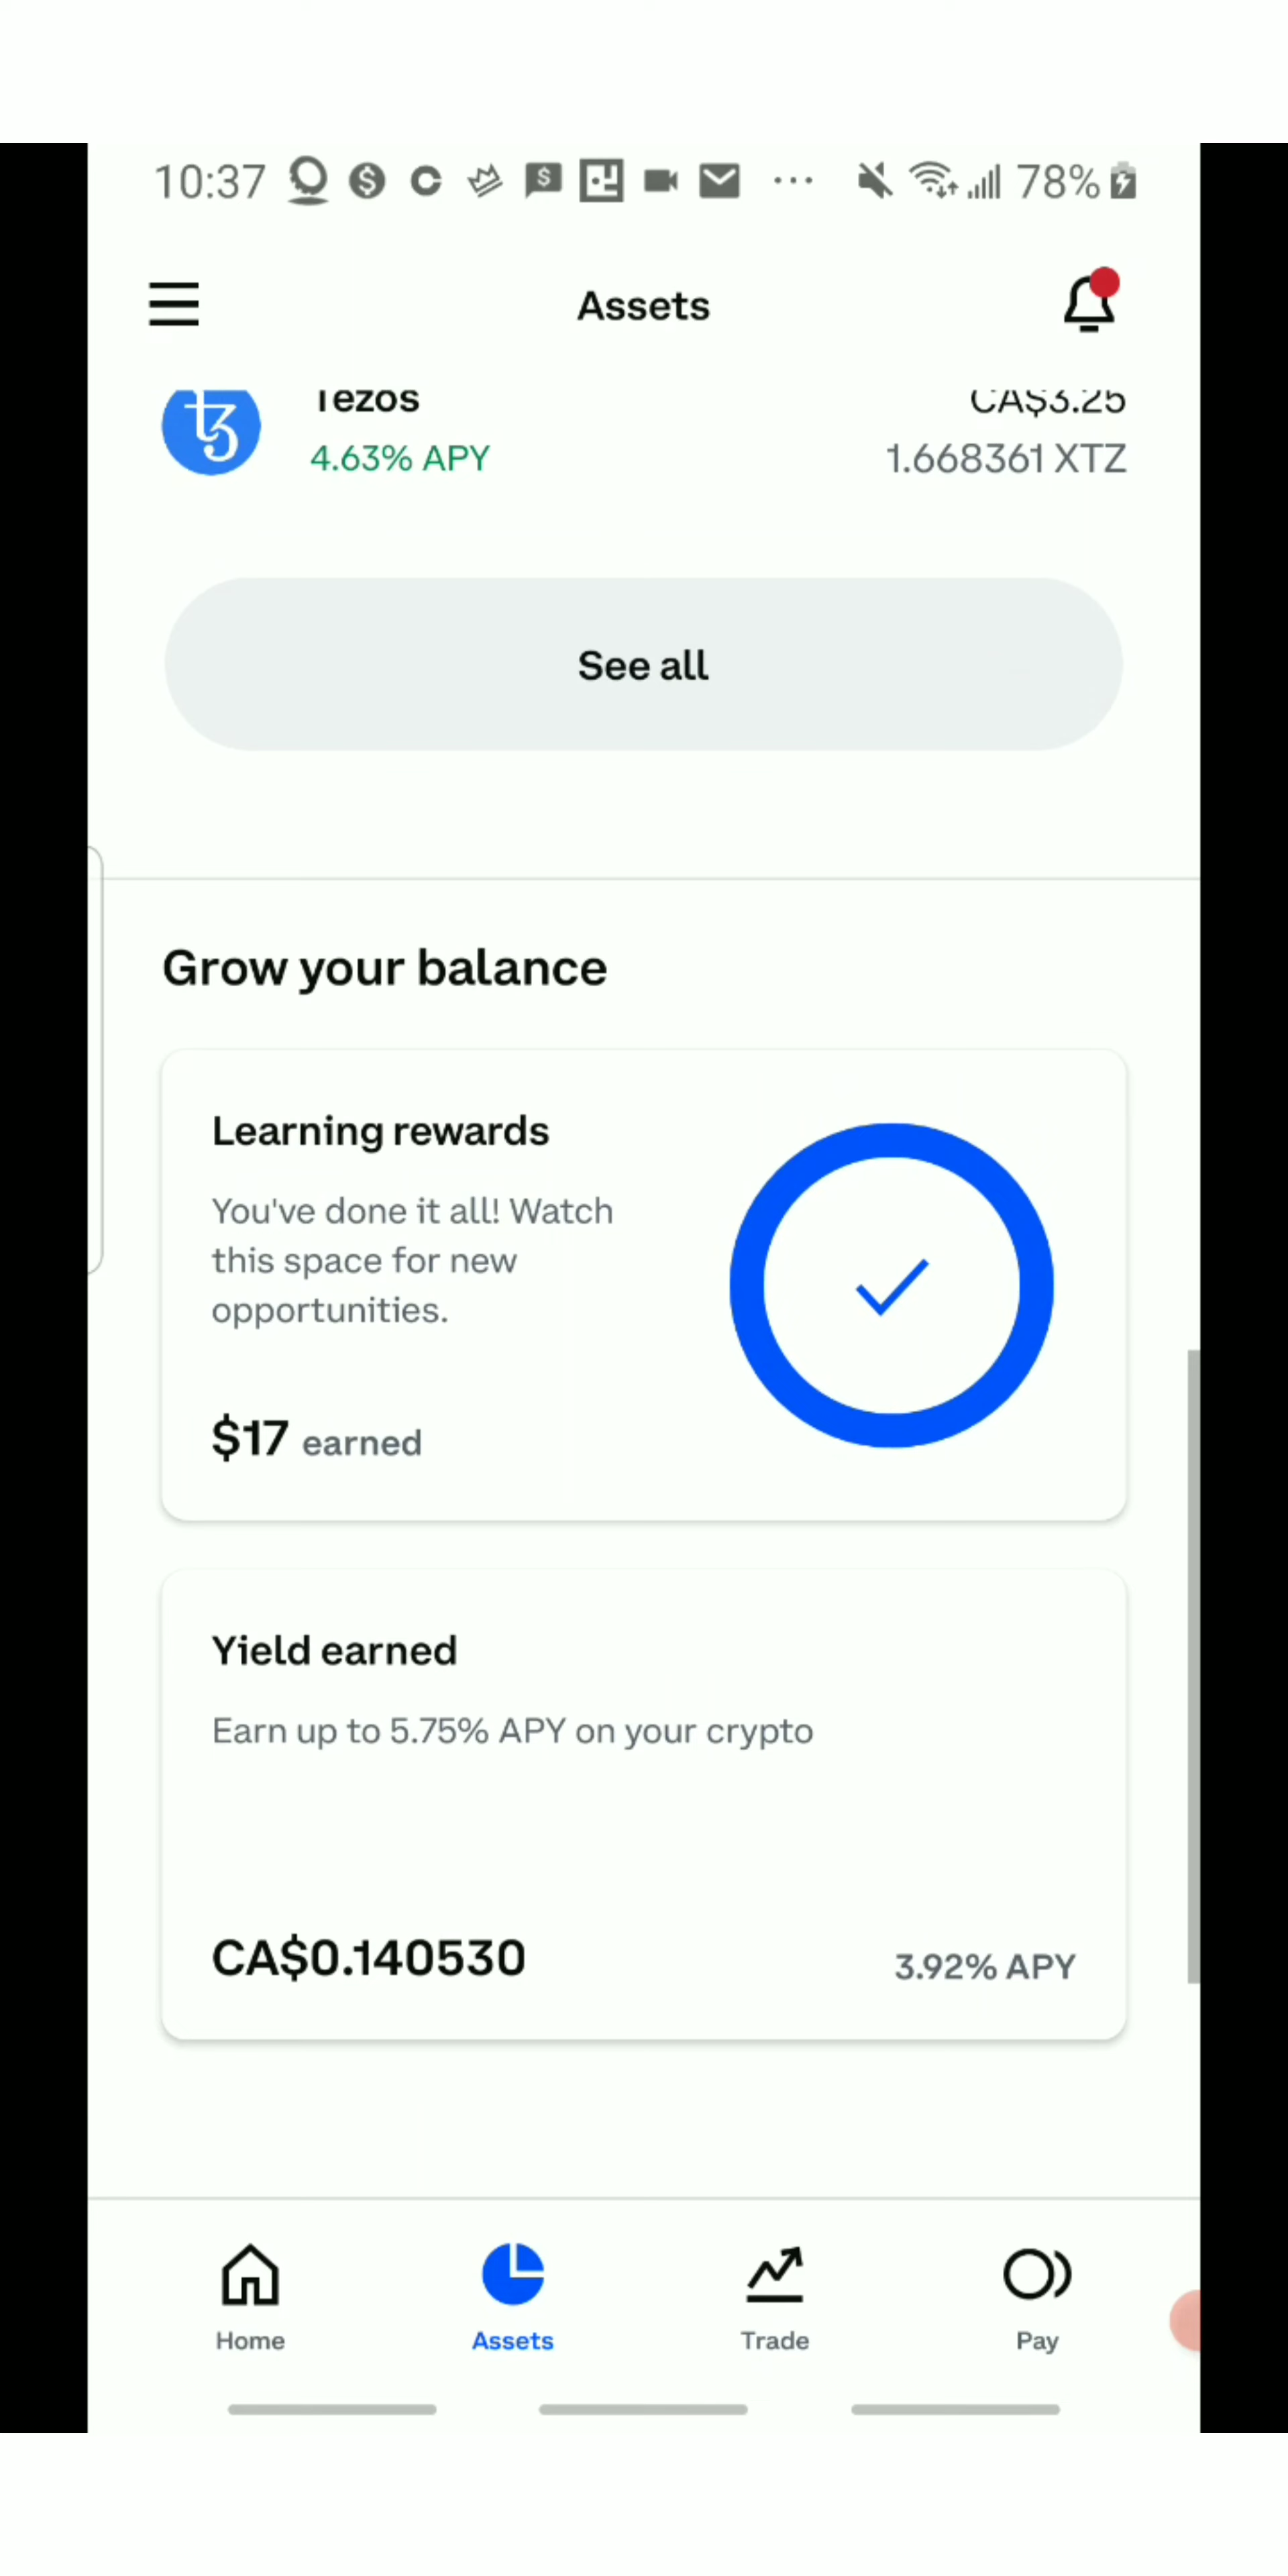 10:37 78%
Assets
Tezos CA$3.25
4.63% APY 1.668361 XTZ
See all
Grow your balance
Learning rewards
You've done it all! Watch
this space for new
opportunities.
$17 earned
Yield earned
Earn up to 5.75% APY on your crypto
CA$0.140530 3.92% APY
Home Assets Trade Pay